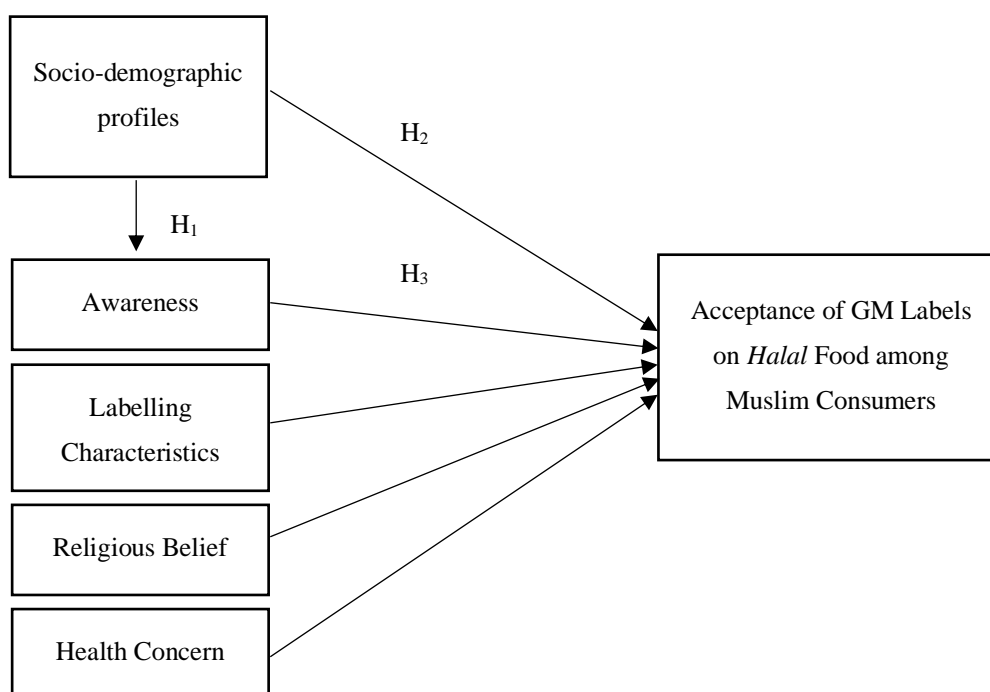 Socio-demographic
profiles
H₂
H₁
Awareness
H₃
Labelling
Characteristics
Religious Belief
Health Concern
Acceptance of GM Labels
on Halal Food among
Muslim Consumers